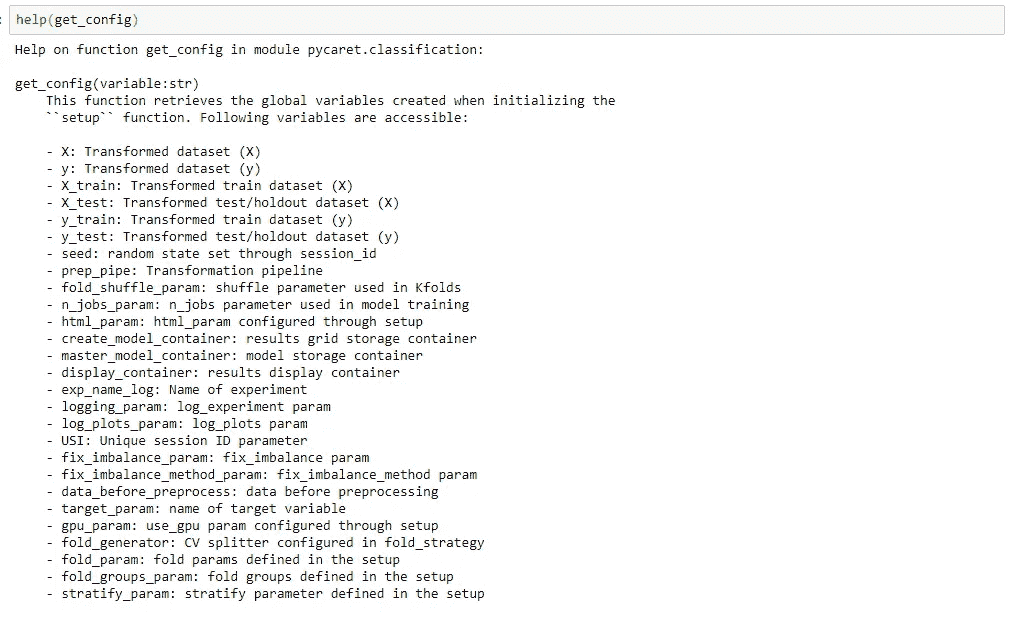 help(get_config)
Help on function get_config in module pycaret.classification:
get_config(variable:str)
This function retrieves the global variables created when initializing the
``setup`` function. Following variables are accessible:
- X: Transformed dataset (X)
- y: Transformed dataset (y)
- X_train: Transformed train dataset (X)
- X_test: Transformed test/holdout dataset (X)
- y_train: Transformed train dataset (y)
- y_test: Transformed test/holdout dataset (y)
- seed: random state set through session_id
- prep_pipe: Transformation pipeline
- fold_shuffle_param: shuffle parameter used in Kfolds
- n_jobs_param: n_jobs parameter used in model training
- html_param: html_param configured through setup
- create_model_container: results grid storage container
- master_model_container: model storage container
- display_container: results display container
- exp_name_log: Name of experiment
- logging_param: log_experiment param
- log_plots_param: log_plots param
- USI: Unique session ID parameter
- fix_imbalance_param: fix_imbalance param
- fix_imbalance_method_param: fix_imbalance_method param
- data_before_preprocess: data before preprocessing
- target_param: name of target variable
- gpu_param: use_gpu param configured through setup
- fold_generator: CV splitter configured in fold_strategy
- fold_param: fold params defined in the setup
- fold_groups_param: fold groups defined in the setup
- stratify_param: stratify parameter defined in the setup